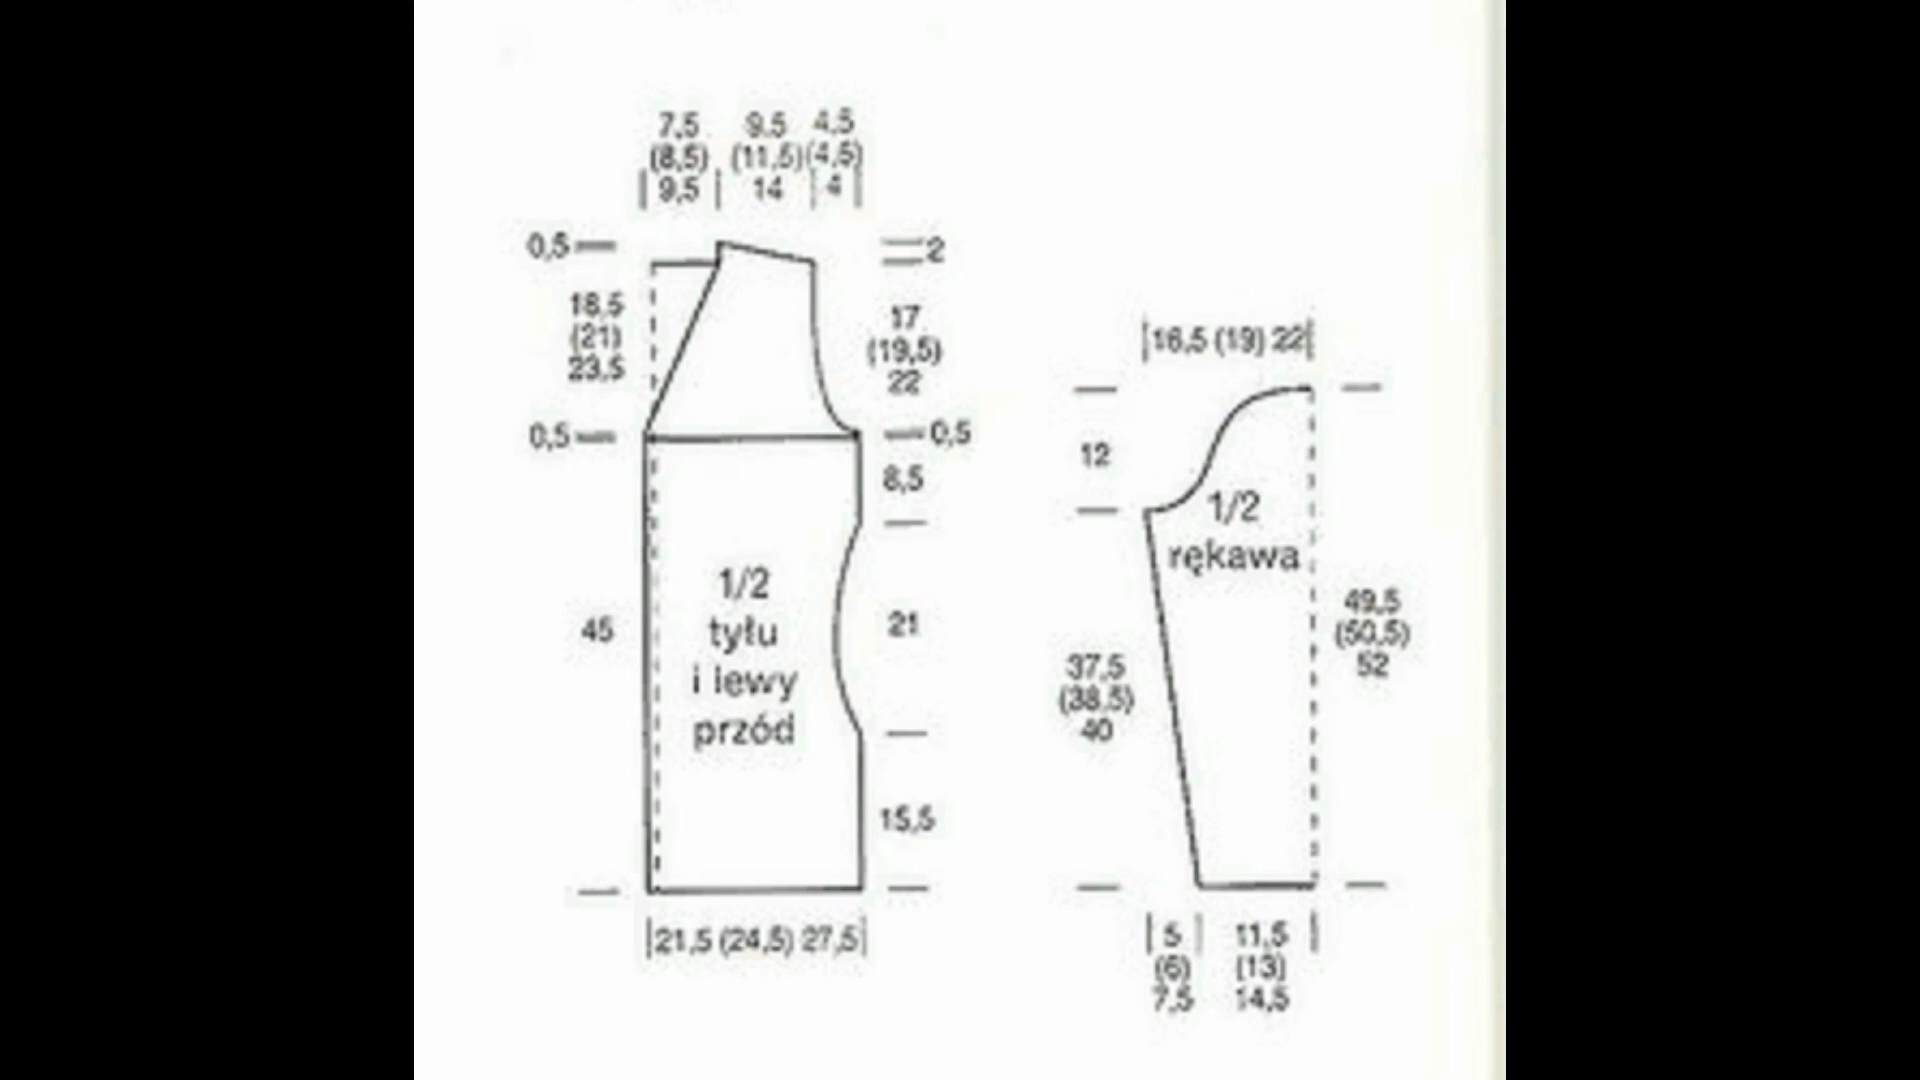 7,5 9,5 4,5
(8,5) (11,5) (4,5)
9,5 14 4
0,5 2
18,5
(21)
23,5
17
(19,5)
22
0,5 0,5
8,5
45
21
15,5
1/2
tyłu
i lewy
przód
21,5 (24,5) 27,5
16,5 (19) 22
12
1/2
rękawa
37,5
(38,5)
40
49,5
(50,5)
52
5 11,5
(6) (13)
7,5 14,5